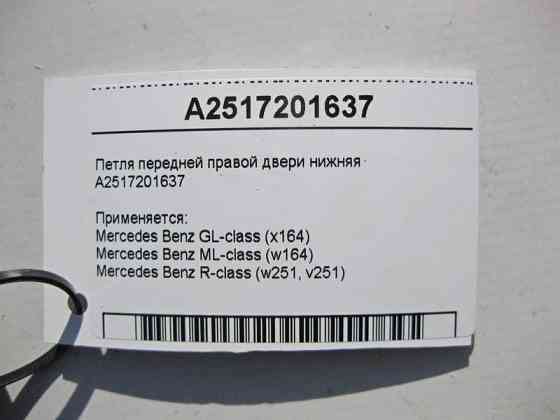 A2517201637
Петля передней правой двери нижняя
A2517201637
Применяется:
Mercedes Benz GL-class (x164)
Mercedes Benz ML-class (w164)
Mercedes Benz R-class (w251, v251)